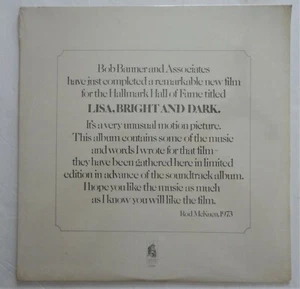 Bob Banner and Associates
have just completed a remarkable new film
for the Hallmark Hall of Fame titled
LISA, BRIGHT AND DARK.
It's a very unusual motion picture.
This album contains some of the music
and words I wrote for that film –
they have been gathered here in limited
edition in advance of the soundtrack album.
I hope you like the music as much
as I know you will like the film.
Rod McKuen, 1973